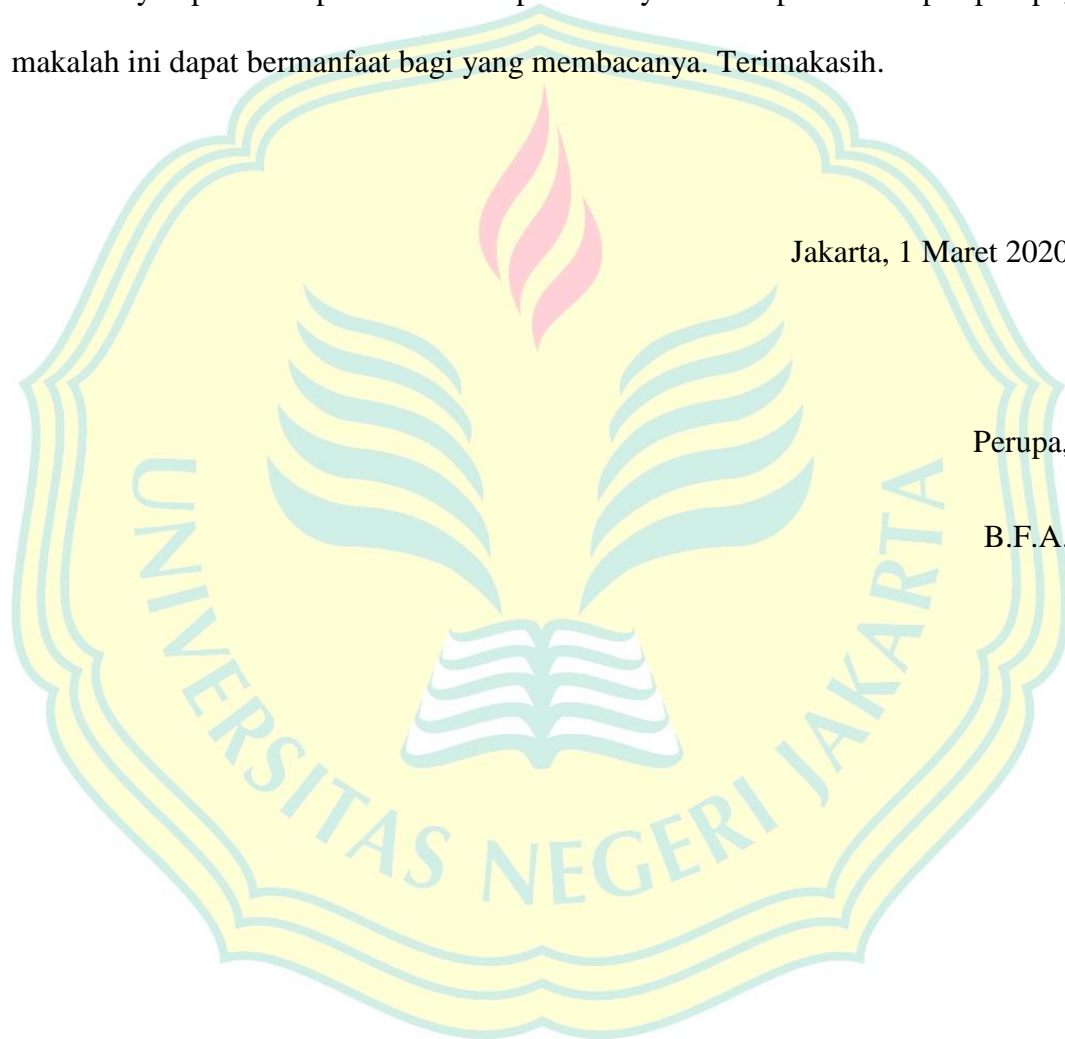 makalah ini dapat bermanfaat bagi yang membacanya. Terimakasih.
Jakarta, 1 Maret 2020
Perupa,
B.F.A.
UNIVERSITAS NEGERI JAKARTA